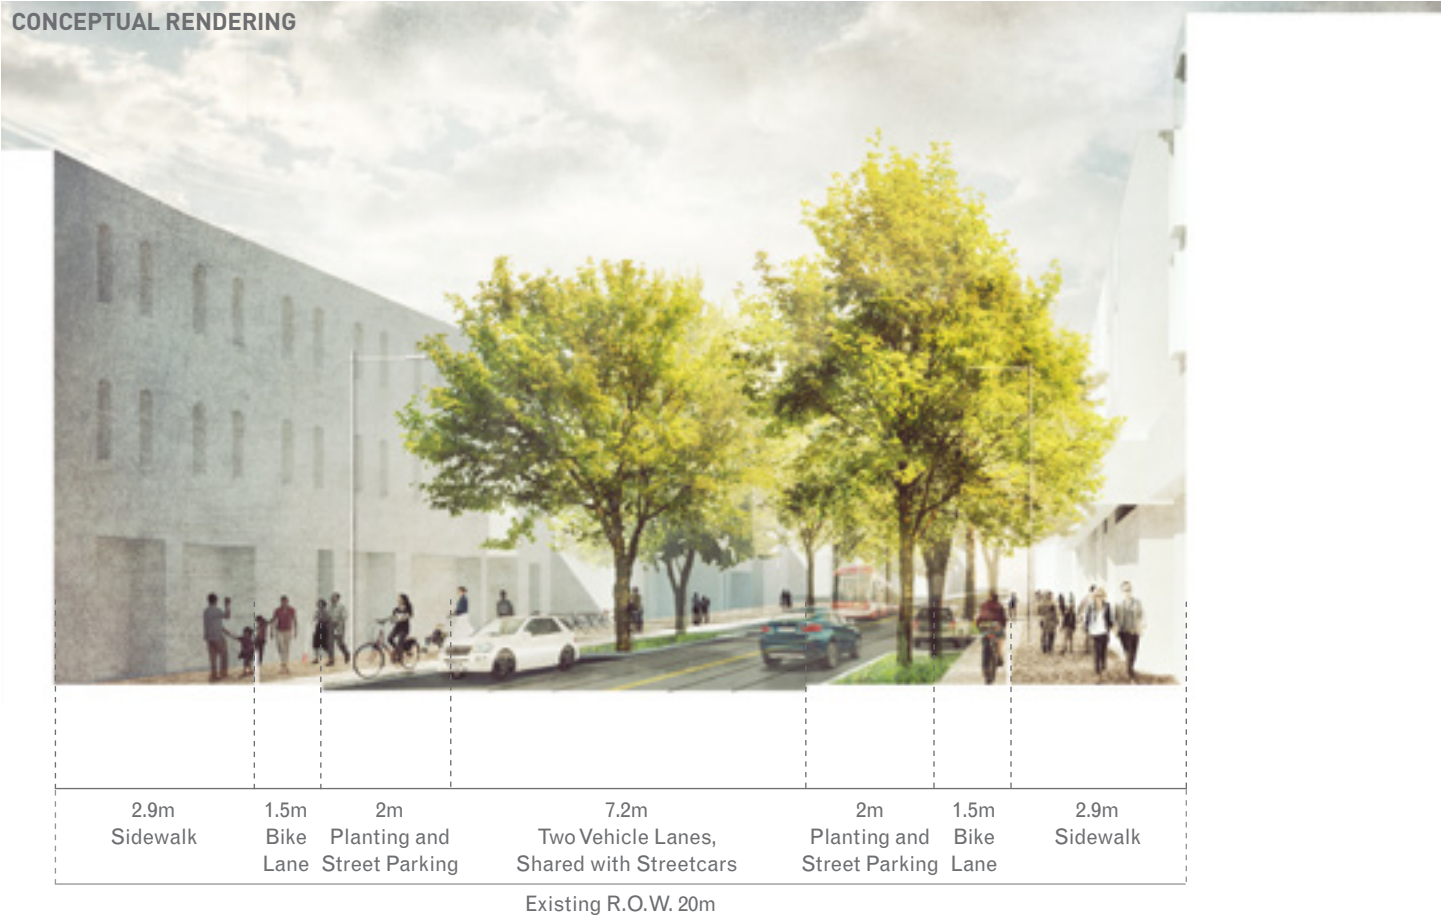 CONCEPTUAL RENDERING
2.9m
Sidewalk
1.5m
Bike
Lane
2m
Planting and
Street Parking
7.2m
Two Vehicle Lanes,
Shared with Streetcars
2m
Planting and
Street Parking
1.5m
Bike
Lane
2.9m
Sidewalk
Existing R.O.W. 20m